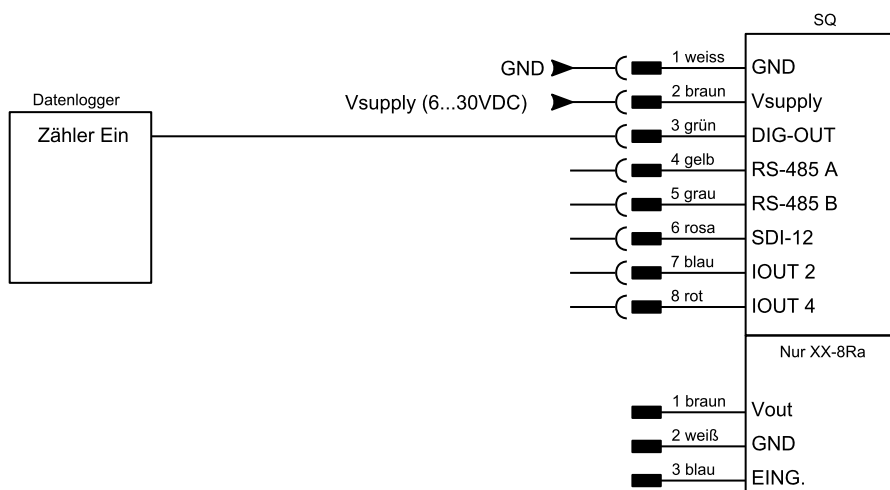 SQ
GND
1 weiss
GND
Datenlogger
Vsupply (6...30VDC)
2 braun
Vsupply
Zähler Ein
3 grün
DIG-OUT
4 gelb
RS-485 A
5 grau
RS-485 B
6 rosa
SDI-12
7 blau
IOUT 2
8 rot
IOUT 4
Nur XX-8Ra
1 braun
Vout
2 weiß
GND
3 blau
EING.